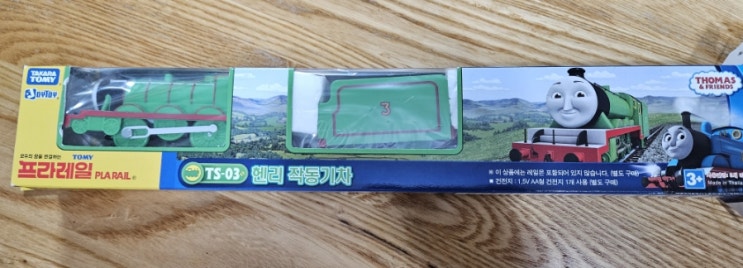 TAKARA
TOMY
JoyToy
THOMAS
& FRIENDS
3
TOMY
프라레일 PLARAIL®
TS-03 헨리 작동기차
※ 이 상품에는 레일은 포함되어 있지 않습니다. (별도 구매)
※ 건전지 : 1.5V AA형 건전지 1개 사용 (별도 구매)
3+
Made in Thailand